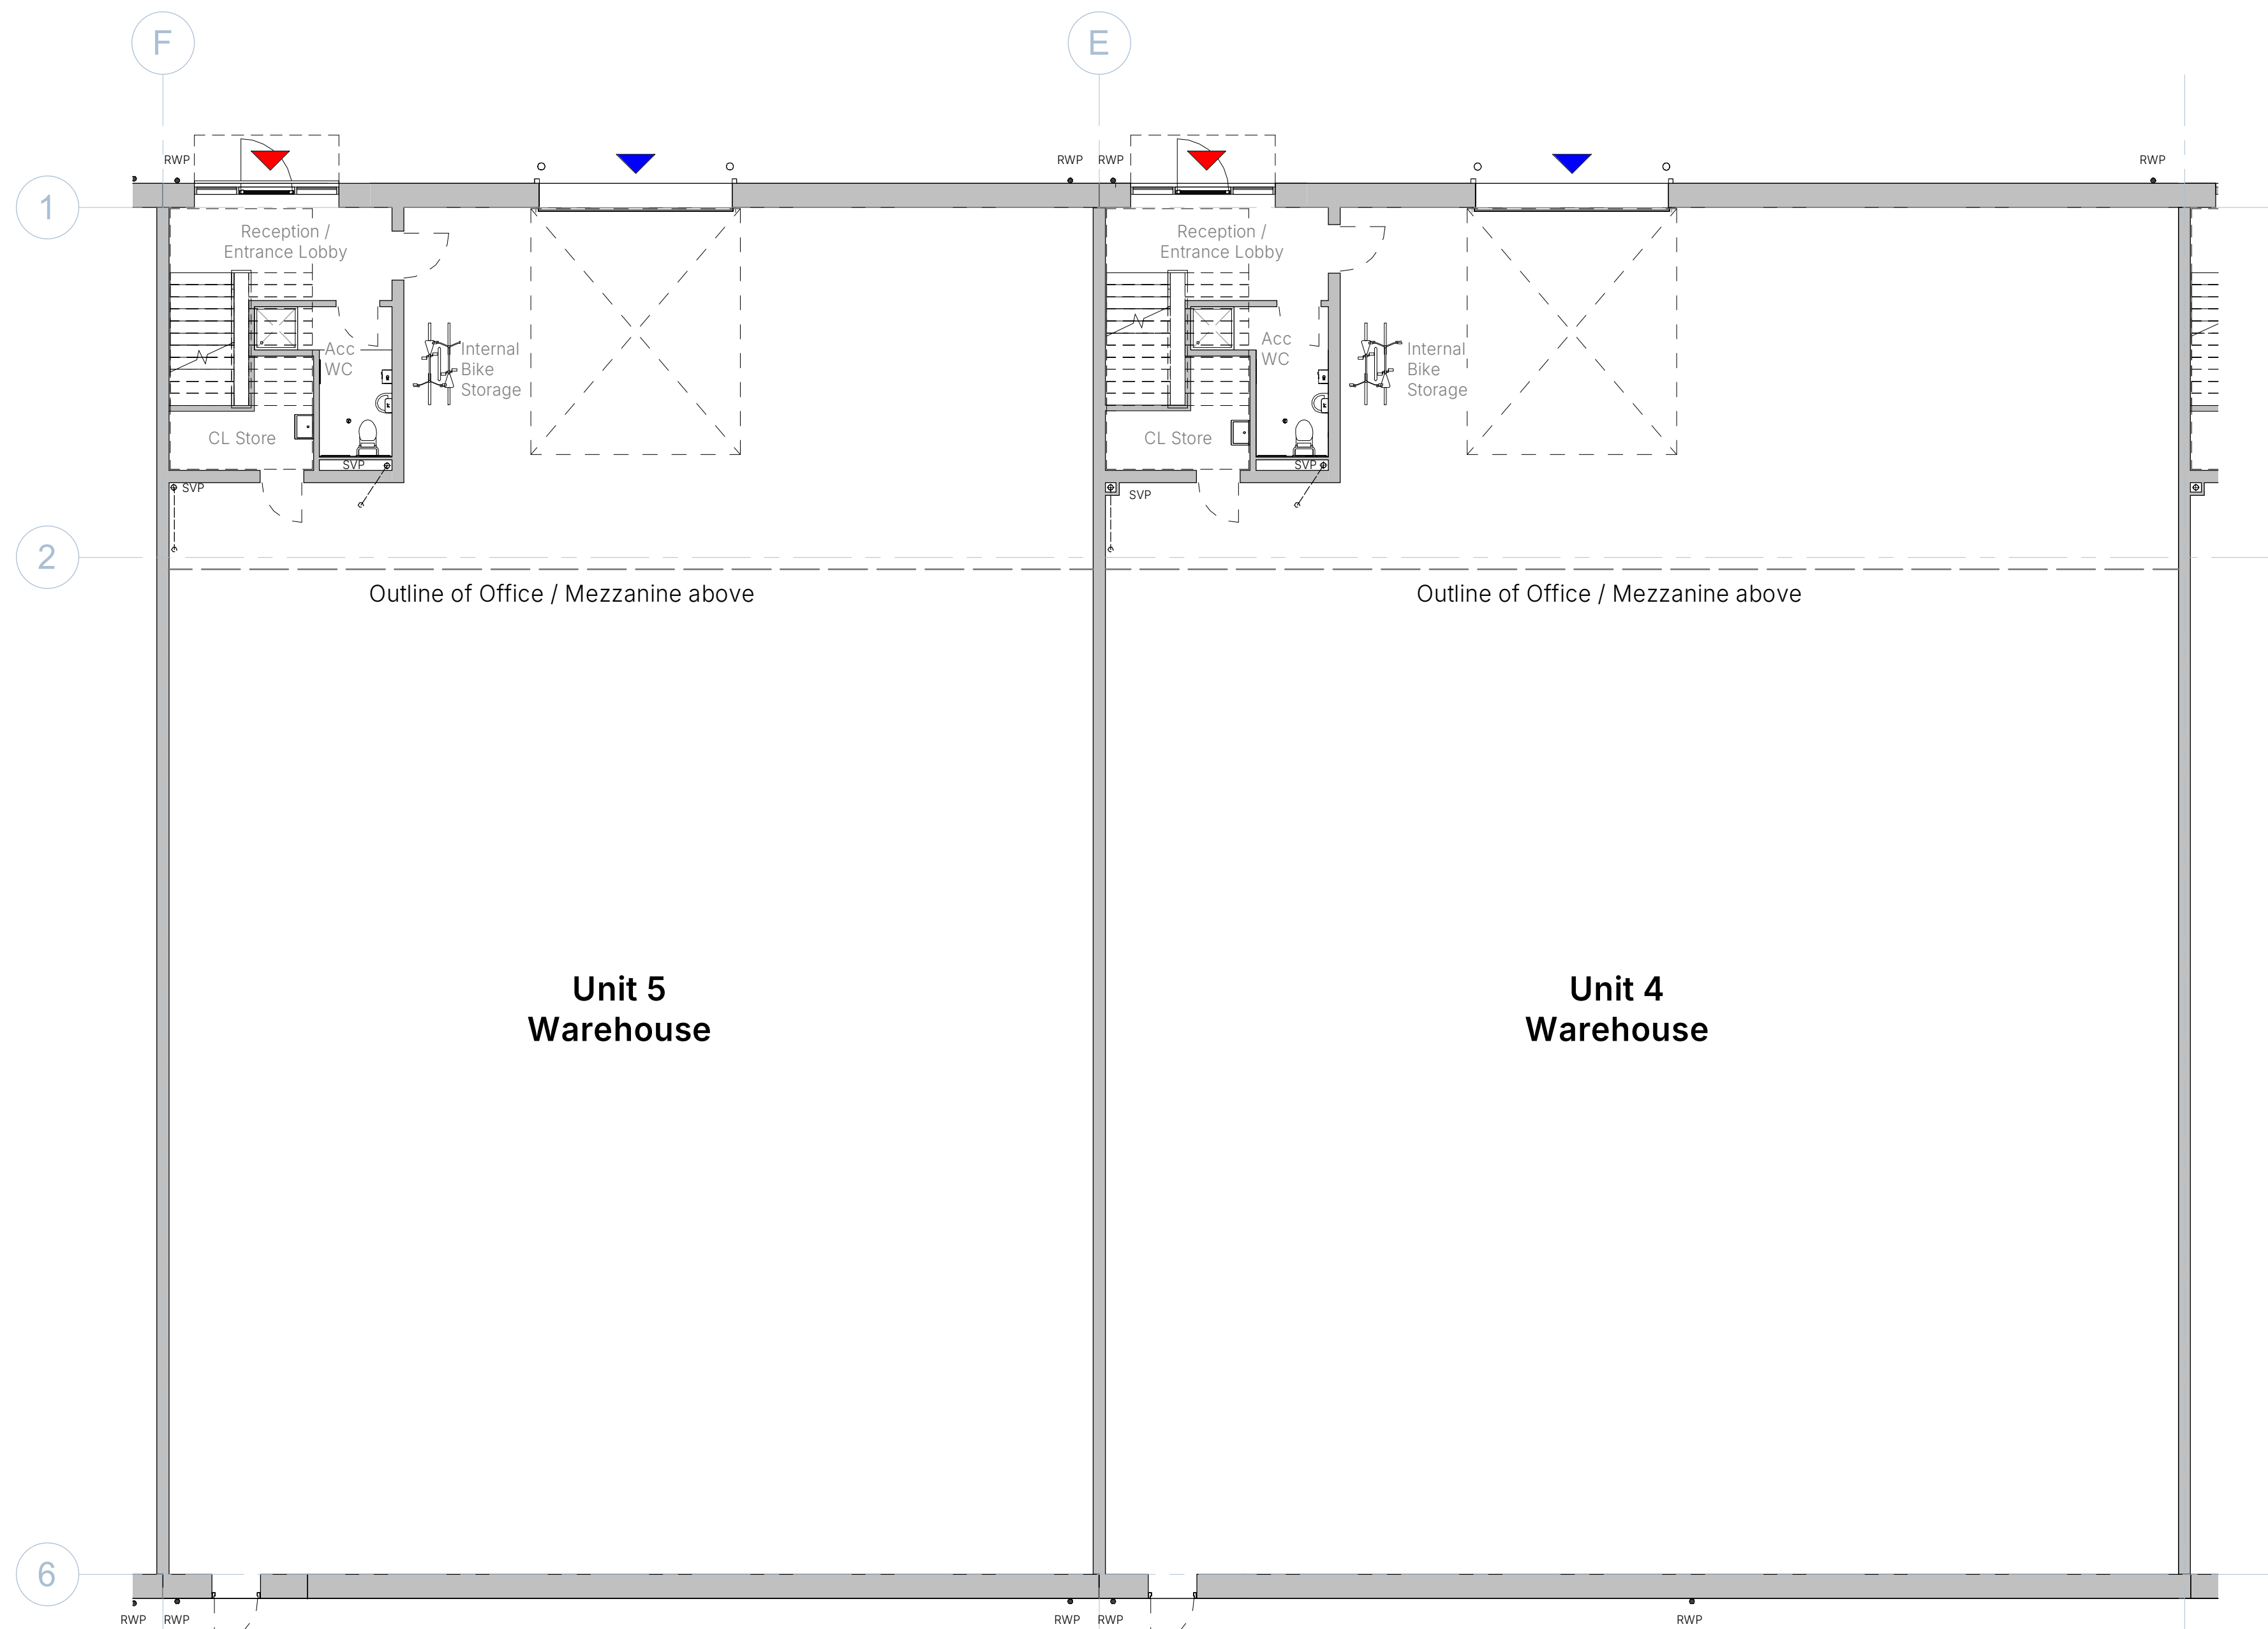 F
E
RWP
RWP
RWP
RWP
1
Reception /
Entrance Lobby
Reception /
Entrance Lobby
Acc
WC
Internal
Bike
Storage
Acc
WC
Internal
Bike
Storage
CL Store
CL Store
SVP
SVP
SVP
SVP
2
Outline of Office / Mezzanine above
Outline of Office / Mezzanine above
Unit 5
Warehouse
Unit 4
Warehouse
6
RWP
RWP
RWP
RWP
RWP